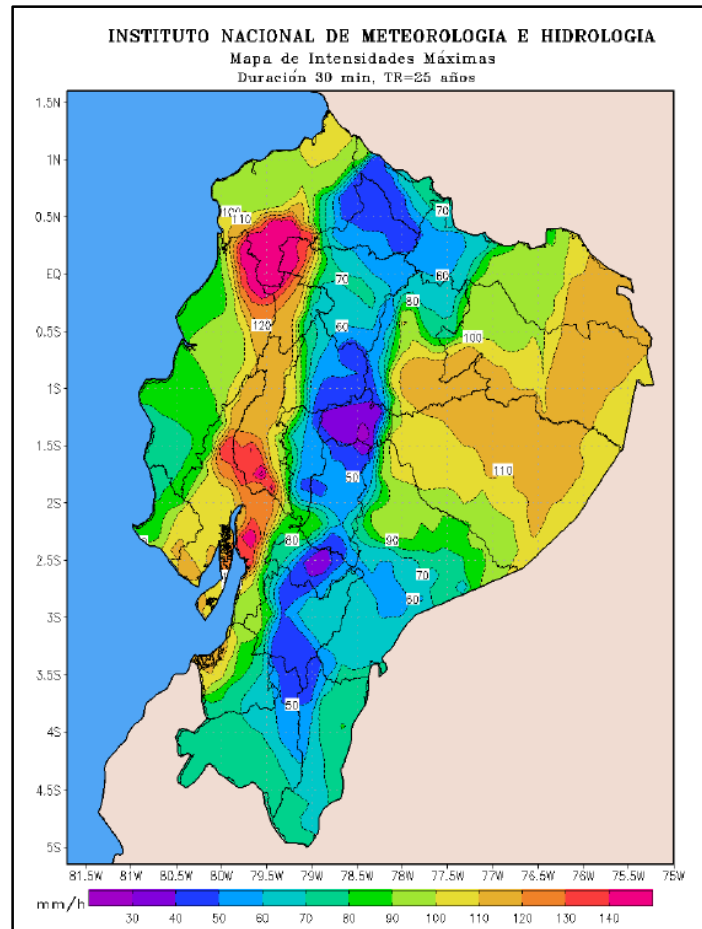 INSTITUTO NACIONAL DE METEOROLOGIA E HIDROLOGIA
Mapa de Intensidades Máximas
Duración 30 min, TR=25 años
1.5N
1N
0.5N
EQ
0.5S
1S
1.5S
2S
2.5S
3S
3.5S
4S
4.5S
5S
100
110
70
70
60
80
120
60
100
110
50
80
90
70
60
50
81.5W 81W 80.5W 80W 79.5W 79W 78.5W 78W 77.5W 77W 76.5W 76W 75.5W 75W
mm/h
30 40 50 60 70 80 90 100 110 120 130 140